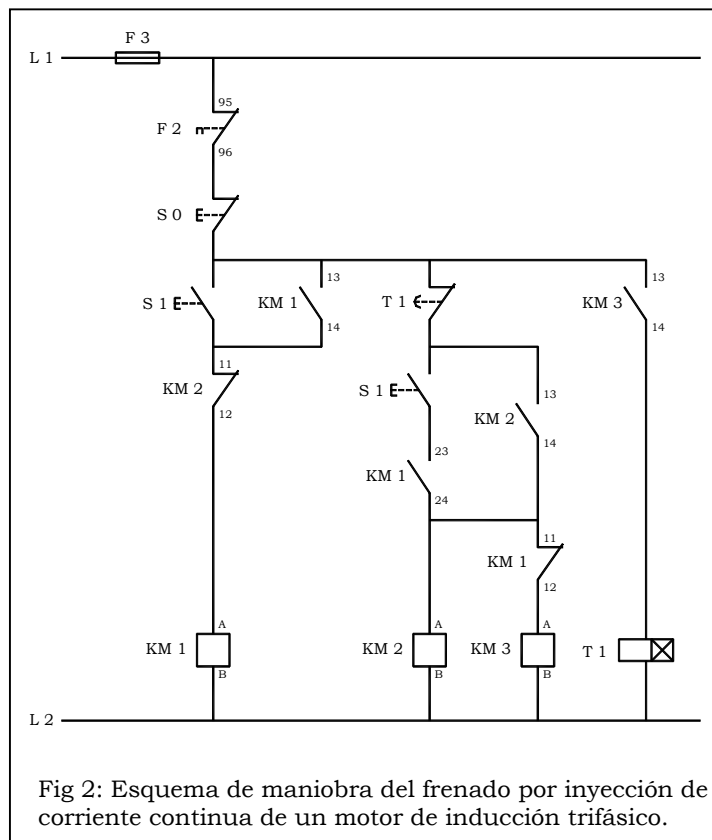 F 3
L 1
95
F 2
96
S 0
13 13
S 1 KM 1 T 1 KM 3
14 14
11
KM 2 S 1 13
12 KM 2
23 14
KM 1
24
11
KM 1
12
A A A
KM 1 KM 2 KM 3 T 1
B B B
L 2
Fig 2: Esquema de maniobra del frenado por inyección de
corriente continua de un motor de inducción trifásico.